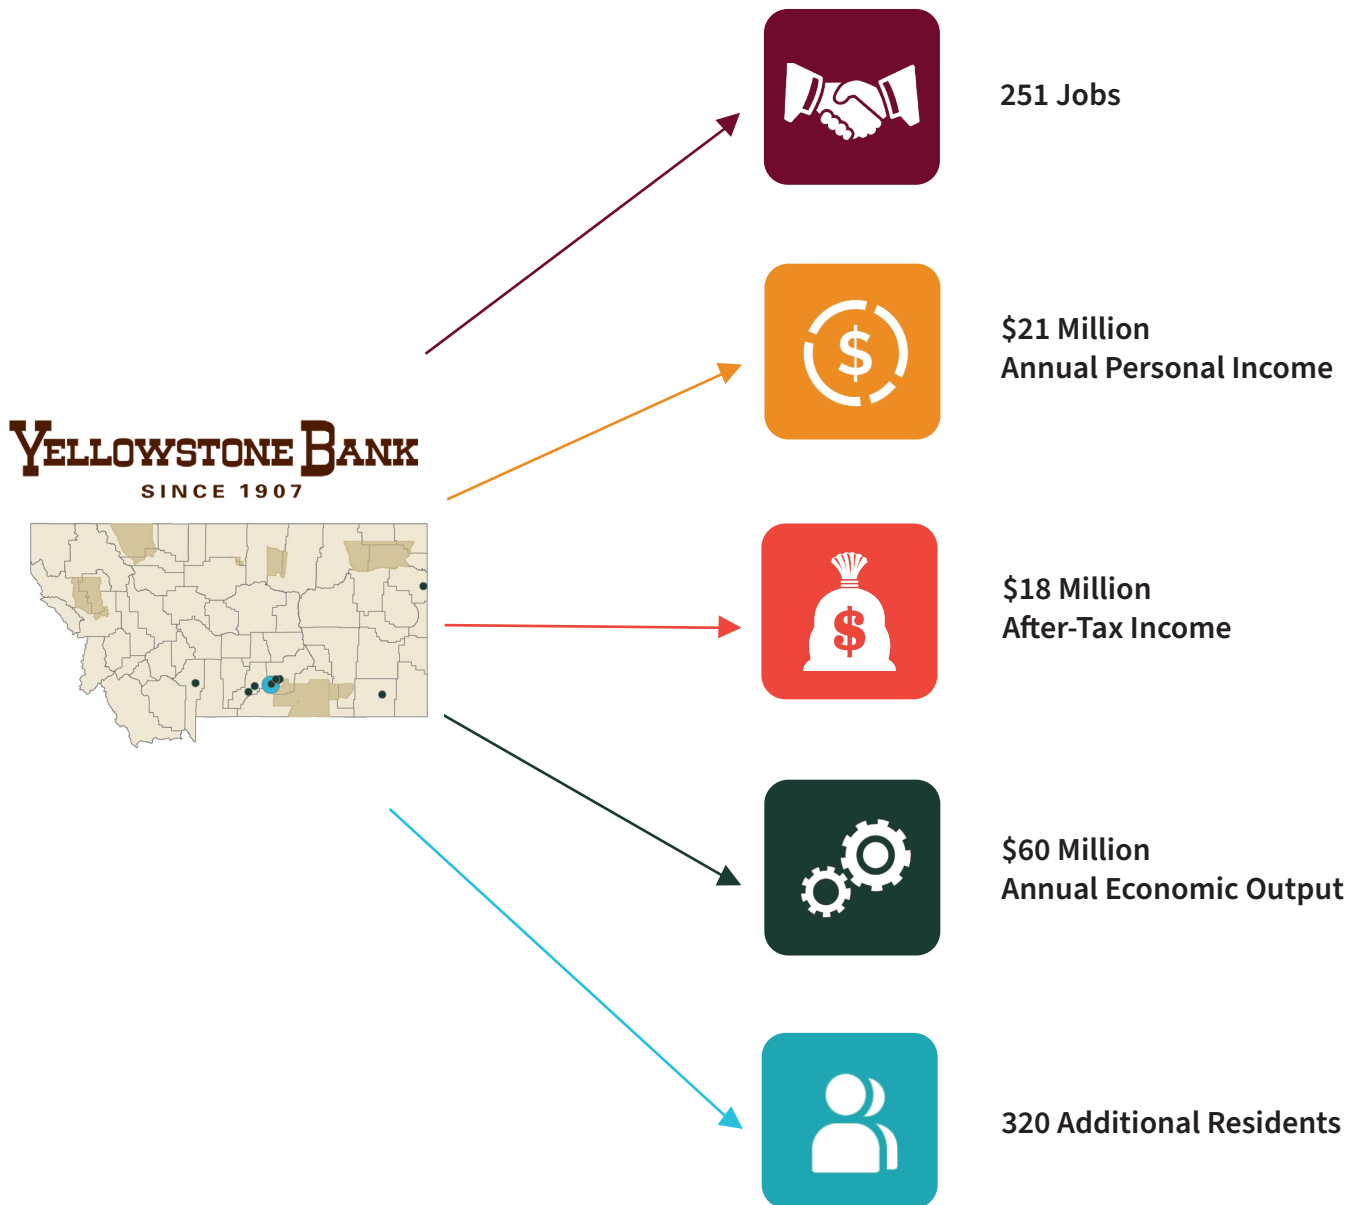 251 Jobs
$21 Million
Annual Personal Income
YELLOWSTONE BANK
SINCE 1907
$18 Million
After-Tax Income
$60 Million
Annual Economic Output
320 Additional Residents